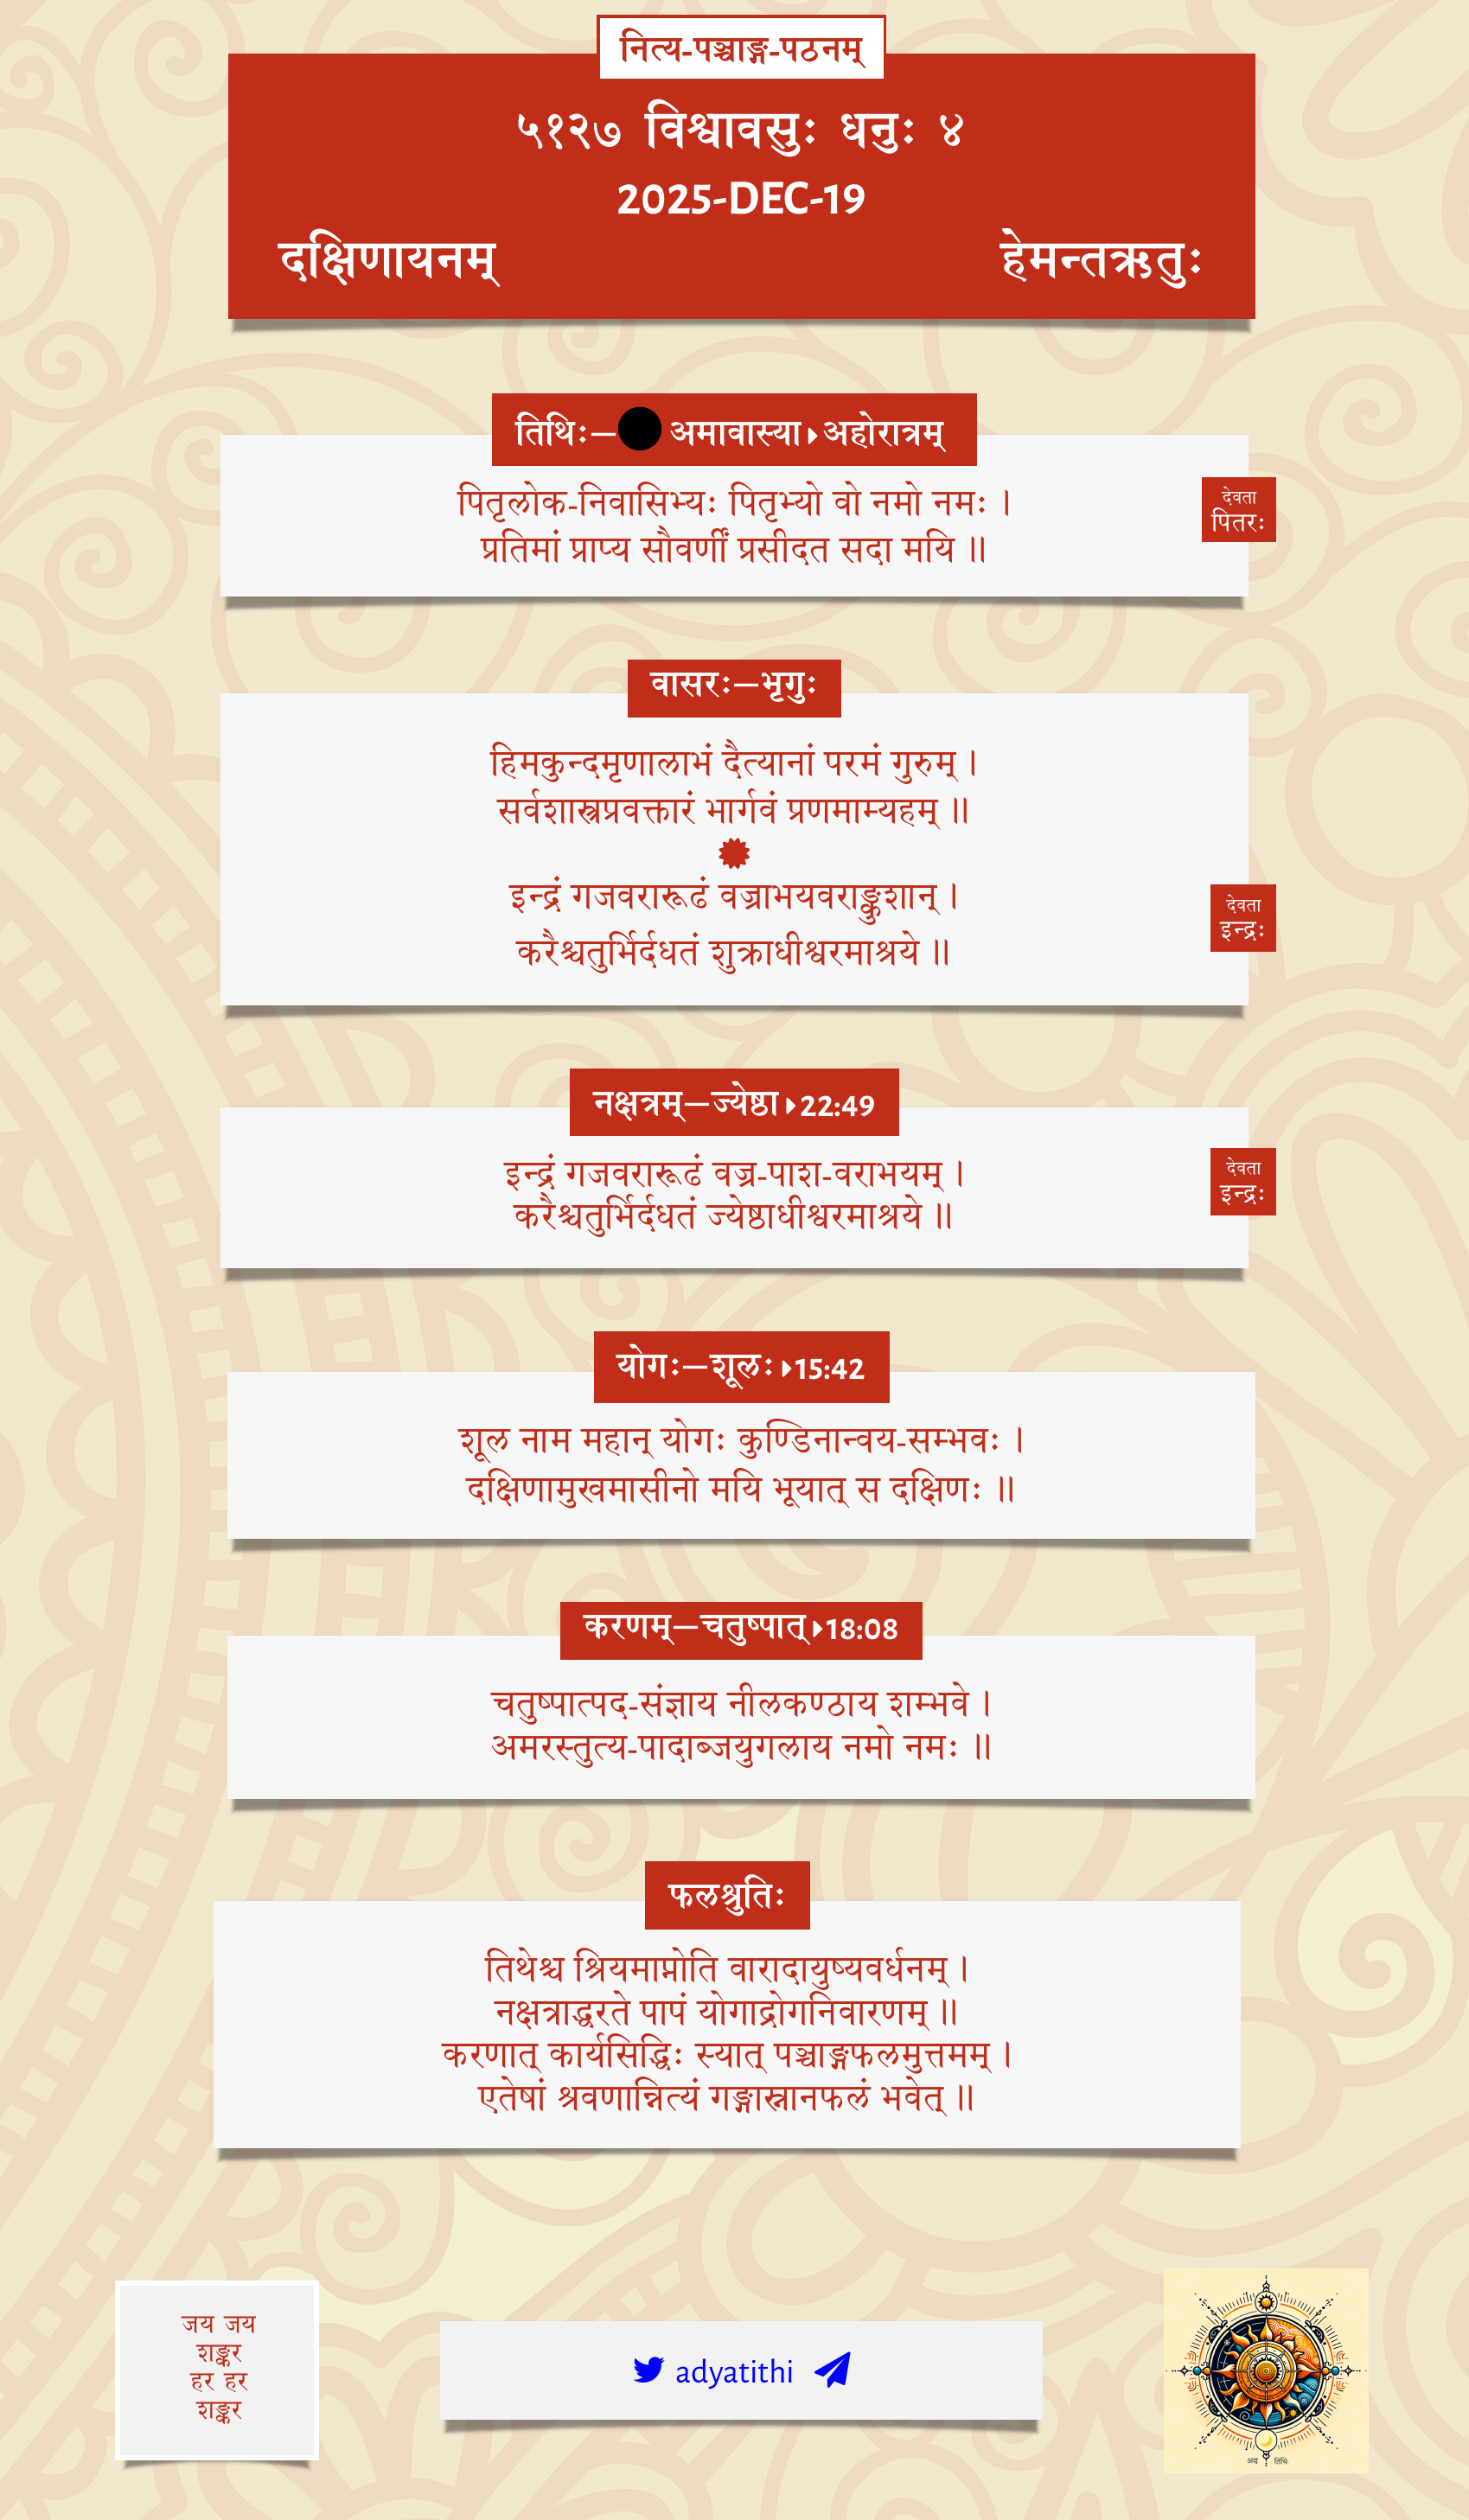 नित्य-पञ्चाङ्ग-पठनम्
५१२७ विश्वावसुः धनुः ४
2025-DEC-19
दक्षिणायनम् हेमन्तऋतुः
तिथिः—अमावास्या▸अहोरात्रम्
पितृलोक-निवासिभ्यः पितृभ्यो वो नमो नमः ।
प्रतिमां प्राप्य सौवर्णीं प्रसीदत सदा मयि ॥
देवता
पितरः
वासरः—भृगुः
हिमकुन्दमृणालाभं दैत्यानां परमं गुरुम् ।
सर्वशास्त्रप्रवक्तारं भार्गवं प्रणमाम्यहम् ॥
इन्द्रं गजवरारूढं वज्राभयवराङ्कुशान् ।
करैश्चतुर्भिर्दधतं शुक्राधीश्वरमाश्रये ॥
देवता
इन्द्रः
नक्षत्रम्—ज्येष्ठा▸22:49
इन्द्रं गजवरारूढं वज्र-पाश-वराभयम् ।
करैश्चतुर्भिर्दधतं ज्येष्ठाधीश्वरमाश्रये ॥
देवता
इन्द्रः
योगः—शूलः▸15:42
शूल नाम महान् योगः कुण्डिनान्वय-सम्भवः ।
दक्षिणामुखमासीनो मयि भूयात् स दक्षिणः ॥
करणम्—चतुष्पात्▸18:08
चतुष्पात्पद-संज्ञाय नीलकण्ठाय शम्भवे ।
अमरस्तुत्य-पादाब्जयुगलाय नमो नमः ॥
फलश्रुतिः
तिथेश्च श्रियमाप्नोति वारादायुष्यवर्धनम् ।
नक्षत्राद्धरते पापं योगाद्रोगनिवारणम् ॥
करणात् कार्यसिद्धिः स्यात् पञ्चाङ्गफलमुत्तमम् ।
एतेषां श्रवणान्नित्यं गङ्गास्नानफलं भवेत् ॥
जय जय
शङ्कर
हर हर
शङ्कर
adyatithi
अद्य तिथिः